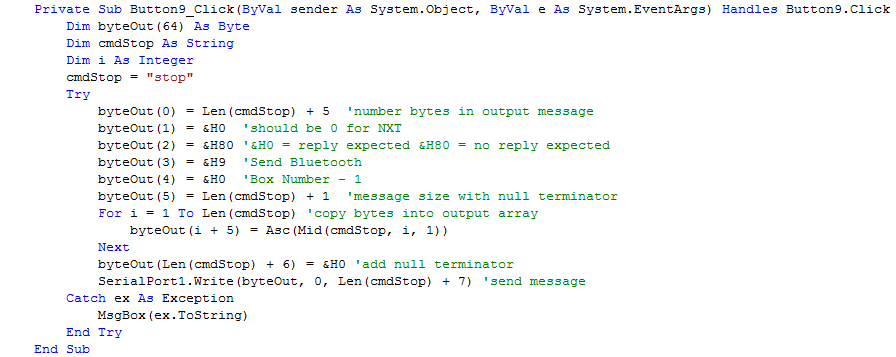 Private Sub Button9_Click(ByVal sender As System.Object, ByVal e As System.EventArgs) Handles Button9.Click
    Dim byteOut(64) As Byte
    Dim cmdStop As String
    Dim i As Integer
    cmdStop = "stop"
    Try
        byteOut(0) = Len(cmdStop) + 5  'number bytes in output message
        byteOut(1) = &H0  'should be 0 for NXT
        byteOut(2) = &H80 '&H0 = reply expected &H80 = no reply expected
        byteOut(3) = &H9  'Send Bluetooth
        byteOut(4) = &H0  'Box Number - 1
        byteOut(5) = Len(cmdStop) + 1  'message size with null terminator
        For i = 1 To Len(cmdStop) 'copy bytes into output array
            byteOut(i + 5) = Asc(Mid(cmdStop, i, 1))
        Next
        byteOut(Len(cmdStop) + 6) = &H0 'add null terminator
        SerialPort1.Write(byteOut, 0, Len(cmdStop) + 7) 'send message
    Catch ex As Exception
        MsgBox(ex.ToString)
    End Try
End Sub